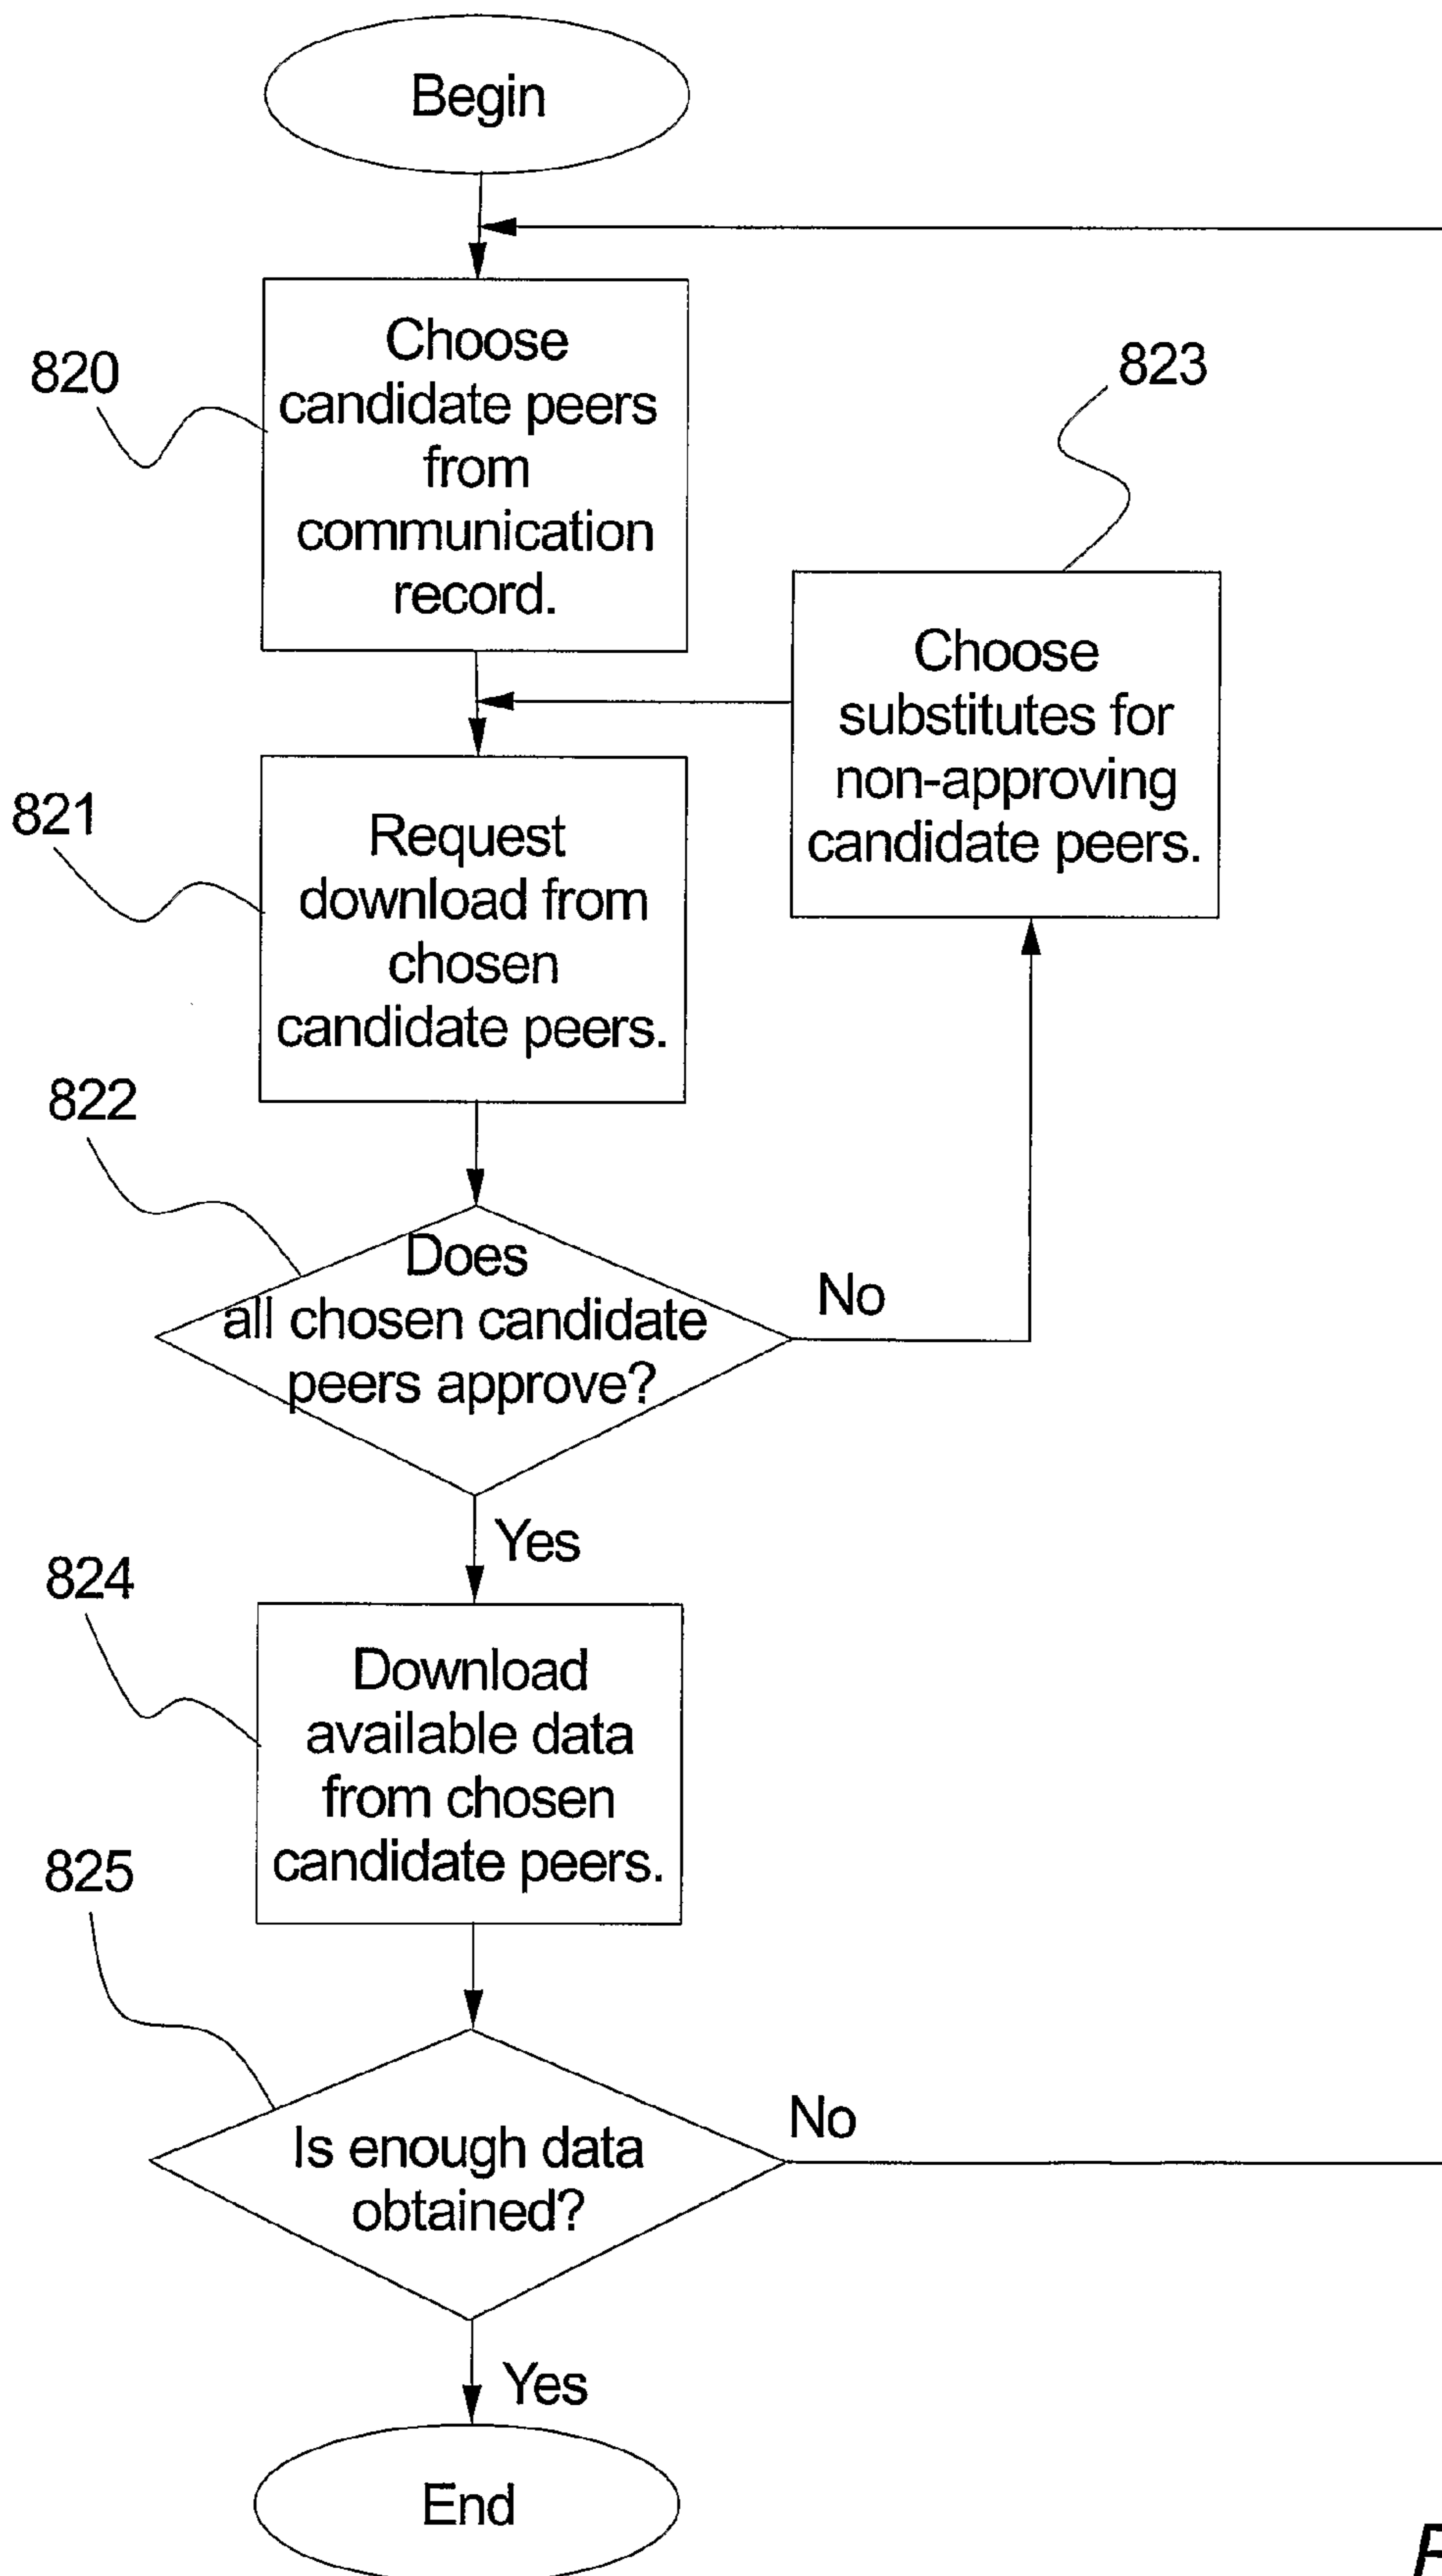 Begin
820
Choose
candidate peers
from
communication
record.
823
Choose
substitutes for
non-approving
candidate peers.
821
Request
download from
chosen
candidate peers.
822
Does
all chosen candidate
peers approve?
No
Yes
824
Download
available data
from chosen
candidate peers.
825
Is enough data
obtained?
No
Yes
End